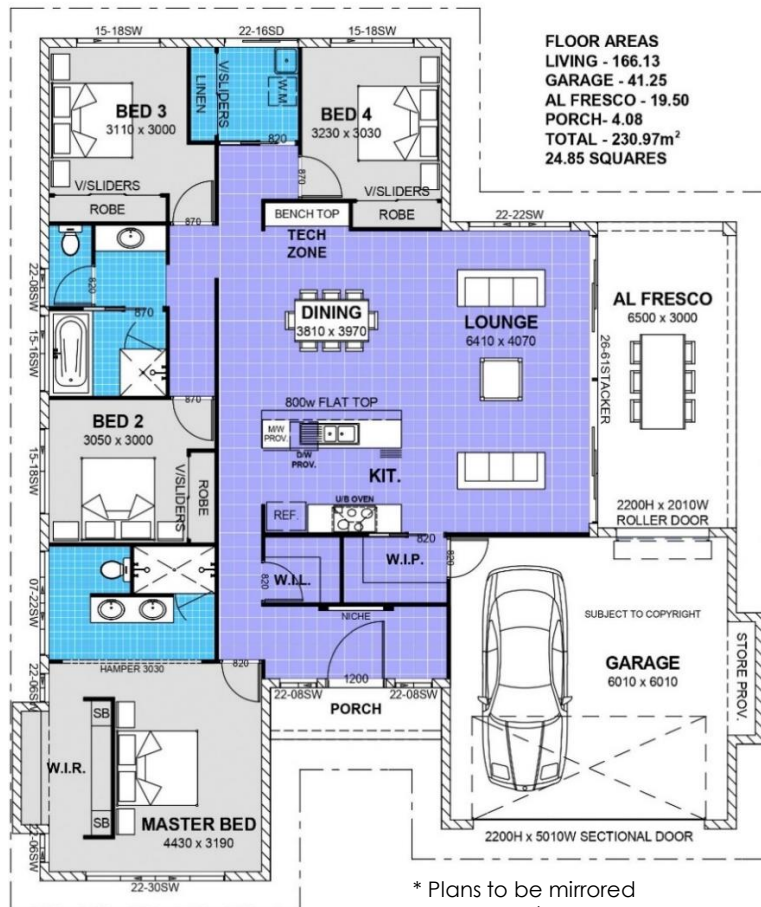 15-18SW
22-16SD
15-18SW
FLOOR AREAS
LIVING - 166.13
GARAGE - 41.25
AL FRESCO - 19.50
PORCH- 4.08
TOTAL - 230.97m²
24.85 SQUARES
BED 3
3110 x 3000
LINEN
V/SLIDERS
W.M
820
BED 4
3230 x 3030
V/SLIDERS
ROBE
870
870
V/SLIDERS
ROBE
BENCH TOP
TECH
ZONE
22-22SW
22-08SW
820
870
15-16SW
DINING
3810 x 3970
LOUNGE
6410 x 4070
26-61STACKER
AL FRESCO
6500 x 3000
870
BED 2
3050 x 3000
15-18SW
V/SLIDERS
ROBE
800w FLAT TOP
M/W
PROV.
D/W
PROV.
KIT.
U/B OVEN
REF.
2200H x 2010W
ROLLER DOOR
820
W.I.L.
820
W.I.P.
820
07-22SW
NICHE
SUBJECT TO COPYRIGHT
GARAGE
6010 x 6010
STORE PROV.
HAMPER 3030
820
22-06SW
22-08SW
1200
22-08SW
PORCH
SB
W.I.R.
SB
MASTER BED
4430 x 3190
-06SW
22-30SW
2200H x 5010W SECTIONAL DOOR
* Plans to be mirrored